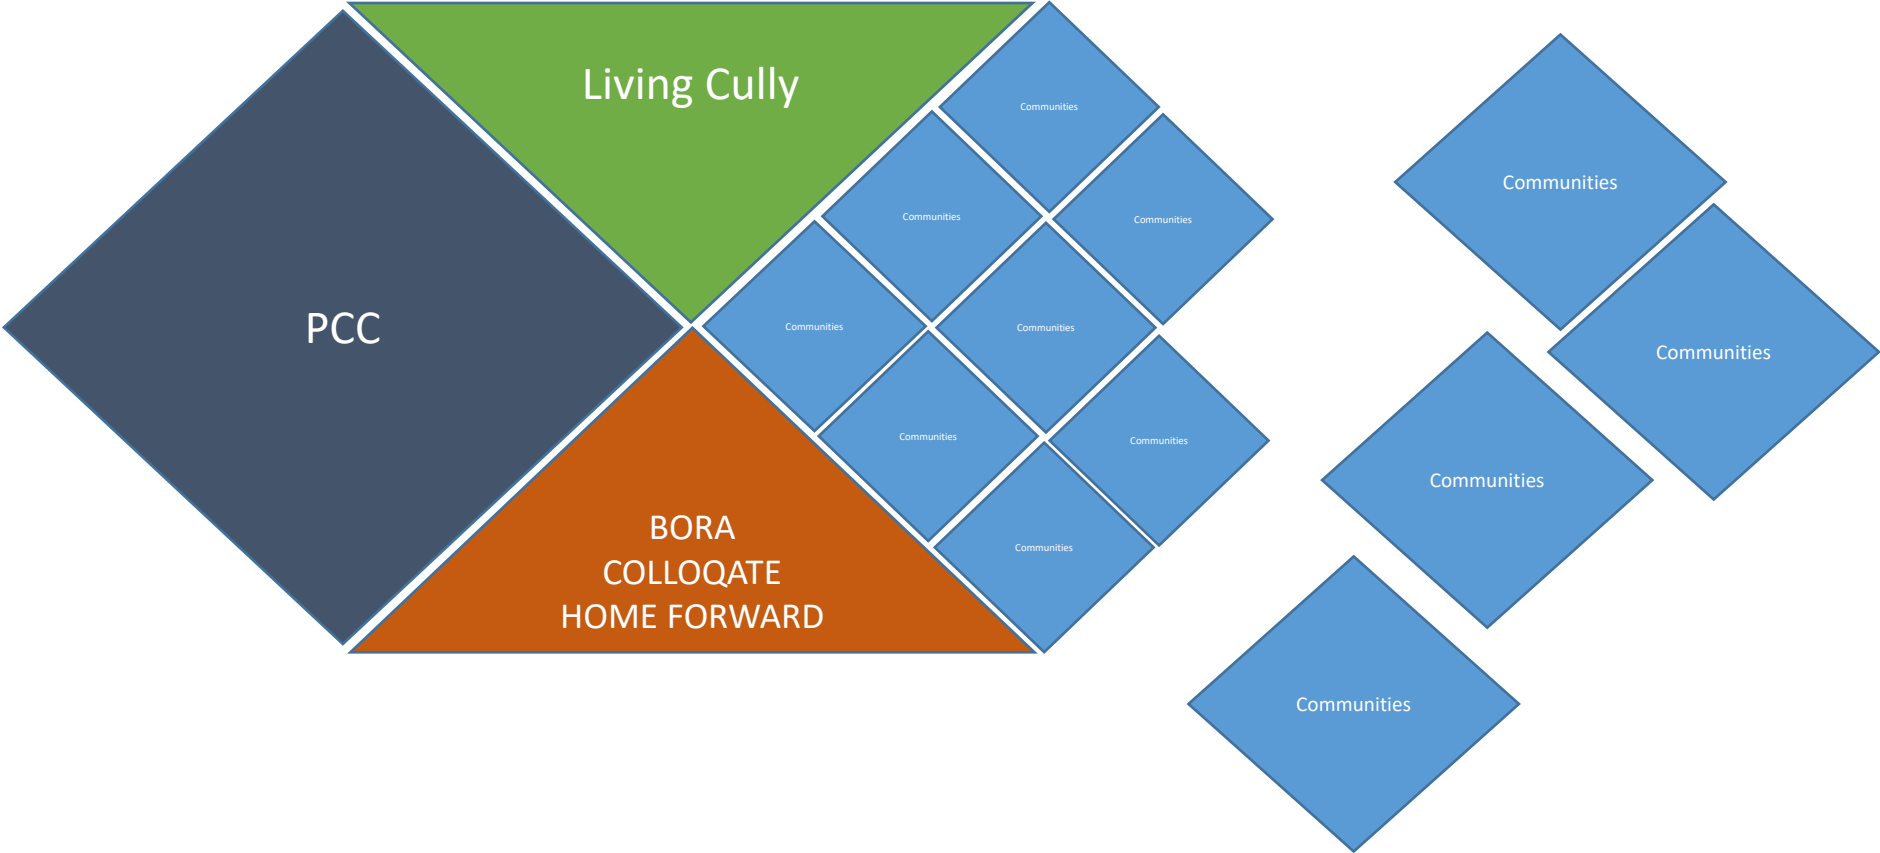 Living Cully
PCC
BORA
COLLOQATE
HOME FORWARD
Communities
Communities
Communities
Communities
Communities
Communities
Communities
Communities
Communities
Communities
Communities
Communities